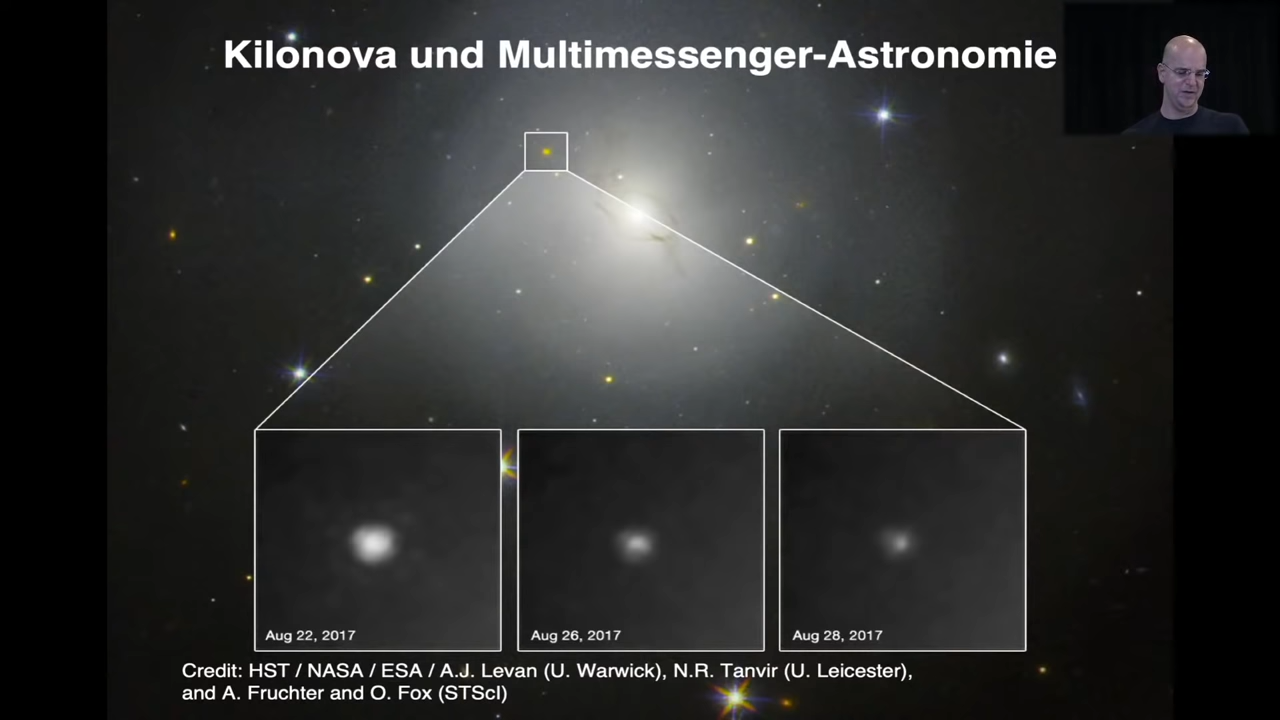 Kilonova und Multimessenger-Astronomie
Aug 22, 2017
Aug 26, 2017
Aug 28, 2017
Credit: HST / NASA / ESA / A.J. Levan (U. Warwick), N.R. Tanvir (U. Leicester),
and A. Fruchter and O. Fox (STScI)